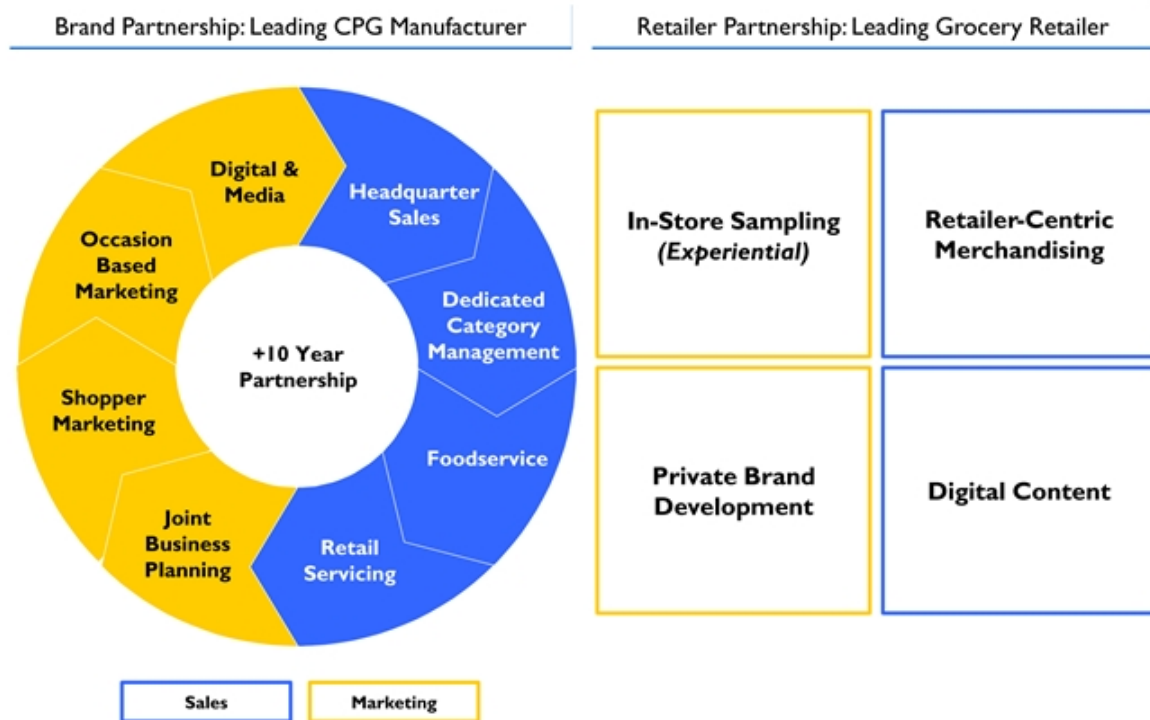 Brand Partnership: Leading CPG Manufacturer
Digital &
Media
Headquarter
Sales
Occasion
Based
Marketing
Dedicated
Category
Management
+10 Year
Partnership
Shopper
Marketing
Foodservice
Joint
Business
Planning
Retail
Servicing
Sales
Marketing
Retailer Partnership: Leading Grocery Retailer
In-Store Sampling
(Experiential)
Retailer-Centric
Merchandising
Private Brand
Development
Digital Content